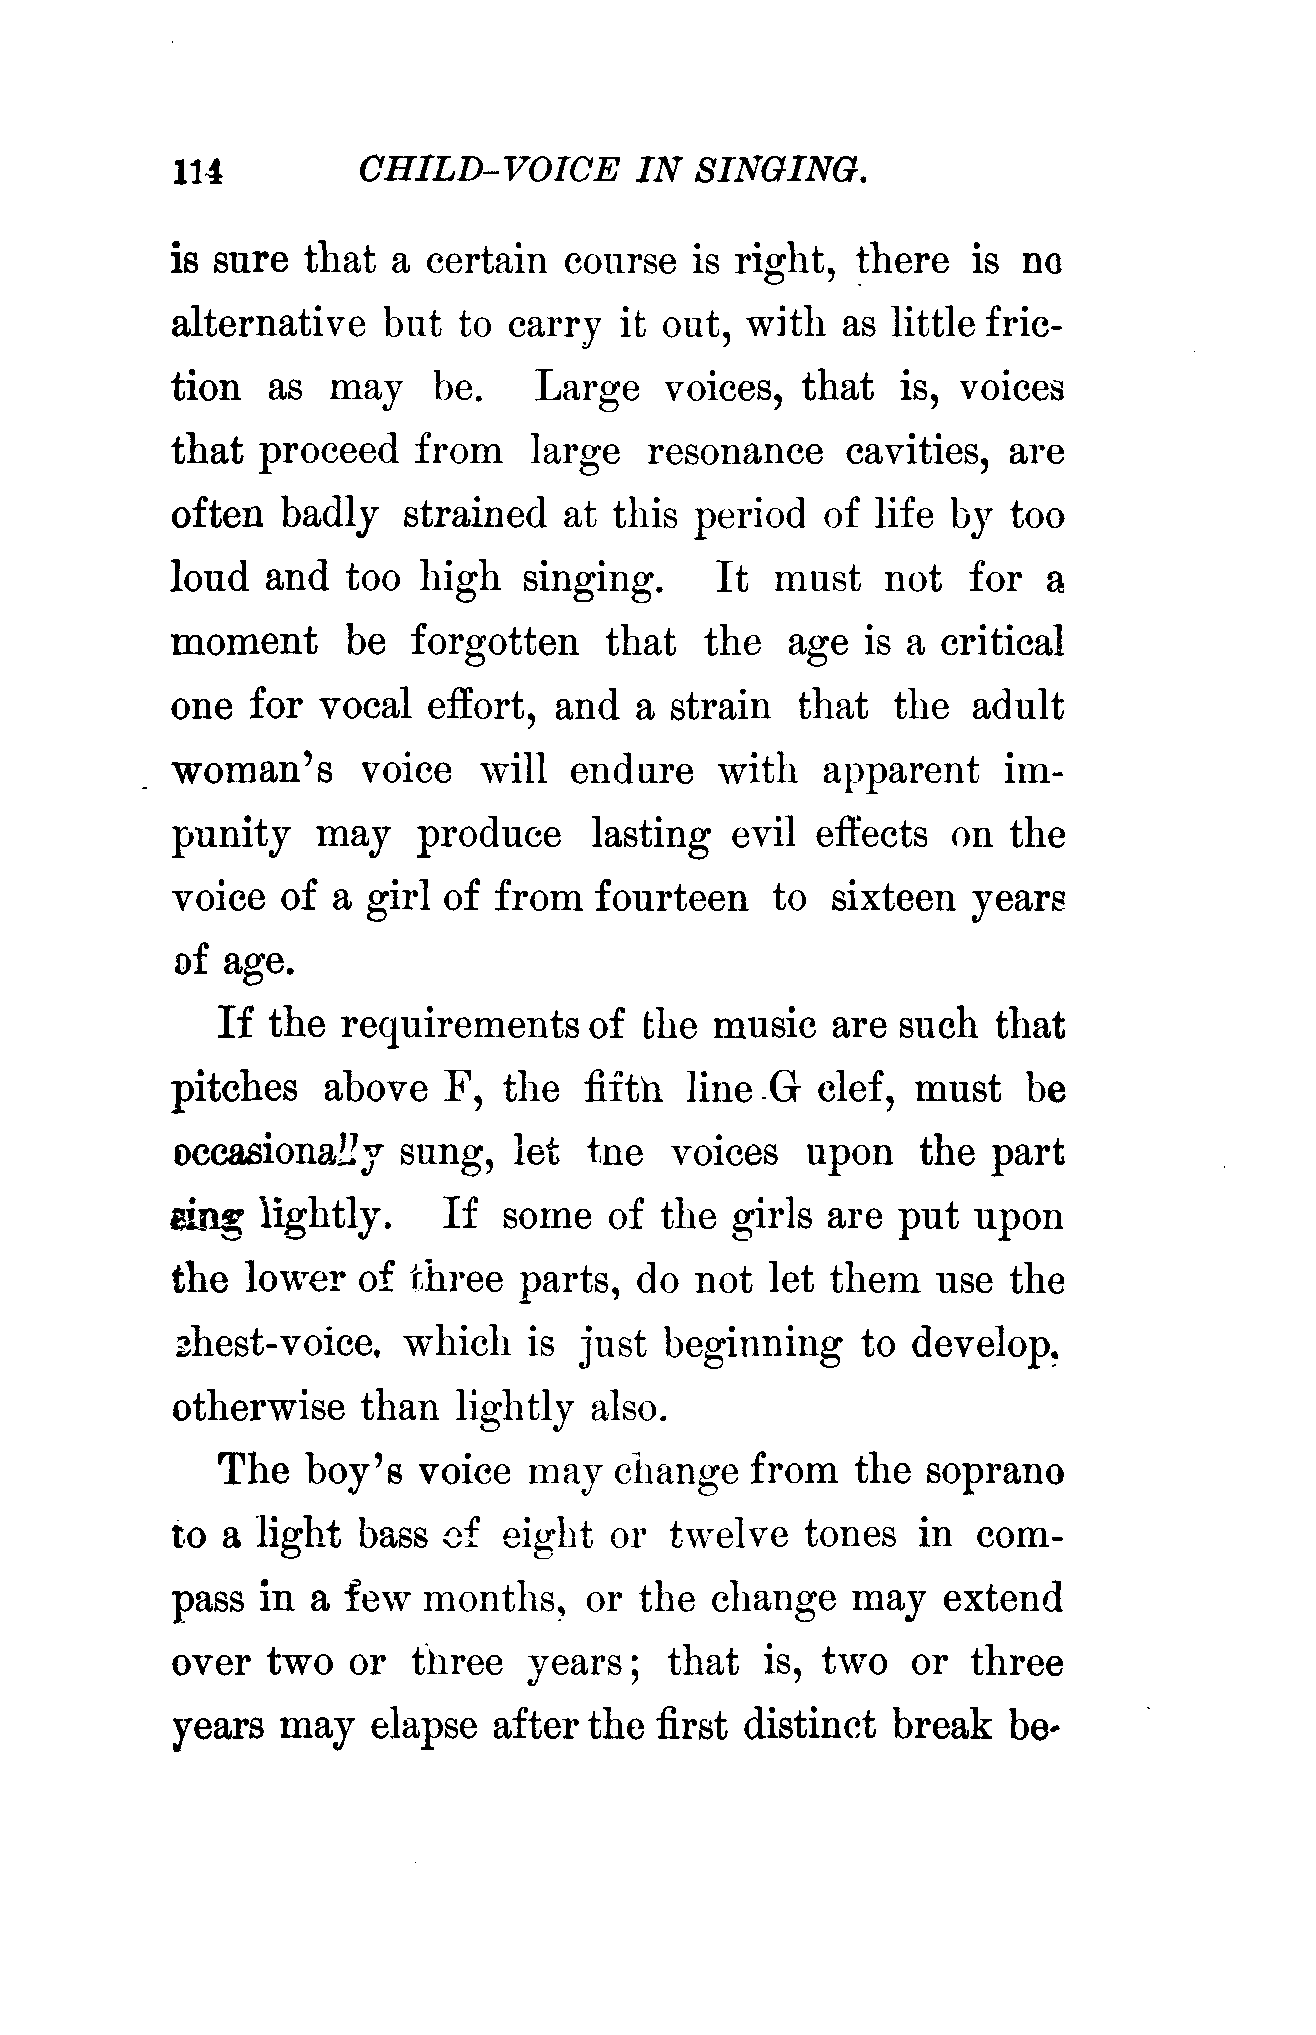 114 CHILD-VOICE IN SINGING.
is sure that a certain course is right, there is no
alternative but to carry it out, with as little fric-
tion as may be. Large voices, that is, voices
that proceed from large resonance cavities, are
often badly strained at this period of life by too
loud and too high singing. It must not for a
moment be forgotten that the age is a critical
one for vocal effort, and a strain that the adult
woman's voice will endure with apparent im-
punity may produce lasting evil effects on the
voice of a girl of from fourteen to sixteen years
of age.
If the requirements of the music are such that
pitches above F, the fifth line G clef, must be
occasionally sung, let the voices upon the part
sing lightly. If some of the girls are put upon
the lower of three parts, do not let them use the
chest-voice, which is just beginning to develop,
otherwise than lightly also.
The boy's voice may change from the soprano
to a light bass of eight or twelve tones in com-
pass in a few months, or the change may extend
over two or three years; that is, two or three
years may elapse after the first distinct break be-